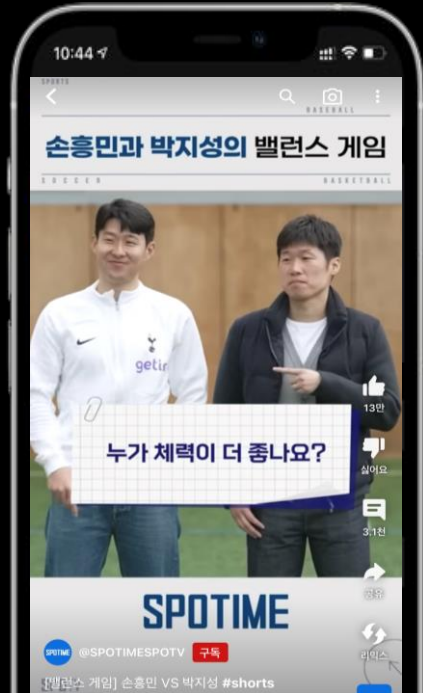 10:44
SPORTS
BASEBALL
손흥민과 박지성의 밸런스 게임
SOCCER
BASKETBALL
getir
13만
누가 체력이 더 좋나요?
싫어요
3.1천
공유
SPOTIME
리믹스
SPOTIME @SPOTIMESPOTV 구독
[밸런스 게임] 손흥민 VS 박지성 #shorts